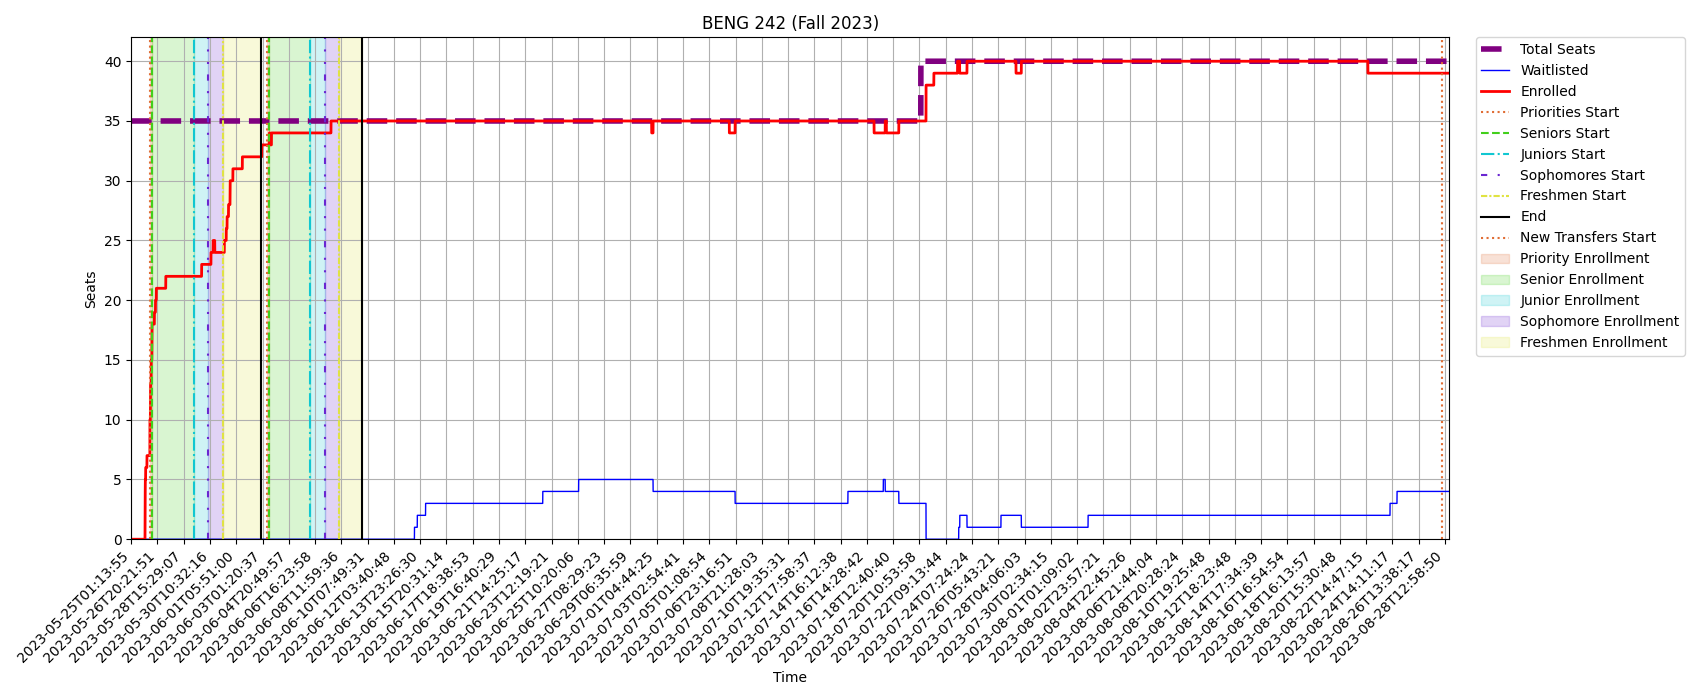 BENG 242 (Fall 2023)
Seats
40
35
30
25
20
15
10
5
0
2023-05-25T01:13:55
2023-05-26T20:21:51
2023-05-28T15:29:07
2023-05-30T10:32:16
2023-06-01T05:51:00
2023-06-03T01:20:37
2023-06-04T20:49:57
2023-06-06T16:23:58
2023-06-08T11:59:36
2023-06-10T07:49:31
2023-06-12T03:40:48
2023-06-13T23:26:30
2023-06-15T20:31:14
2023-06-17T18:38:53
2023-06-19T16:40:29
2023-06-21T14:25:17
2023-06-23T12:19:21
2023-06-25T10:20:06
2023-06-27T08:29:23
2023-06-29T06:35:59
2023-07-01T04:44:25
2023-07-03T02:54:41
2023-07-05T01:08:54
2023-07-06T23:16:51
2023-07-08T21:28:03
2023-07-10T19:35:31
2023-07-12T17:58:37
2023-07-14T16:12:38
2023-07-16T14:28:42
2023-07-18T12:40:40
2023-07-20T10:53:58
2023-07-22T09:13:44
2023-07-24T07:24:24
2023-07-26T05:43:21
2023-07-28T04:06:03
2023-07-30T02:34:15
2023-08-01T01:09:02
2023-08-02T23:57:21
2023-08-04T22:45:26
2023-08-06T21:44:04
2023-08-08T20:28:24
2023-08-10T19:25:48
2023-08-12T18:23:48
2023-08-14T17:34:39
2023-08-16T16:54:54
2023-08-18T16:13:57
2023-08-20T15:30:48
2023-08-22T14:47:15
2023-08-24T14:11:17
2023-08-26T13:38:17
2023-08-28T12:58:50
Time
Total Seats
Waitlisted
Enrolled
Priorities Start
Seniors Start
Juniors Start
Sophomores Start
Freshmen Start
End
New Transfers Start
Priority Enrollment
Senior Enrollment
Junior Enrollment
Sophomore Enrollment
Freshmen Enrollment